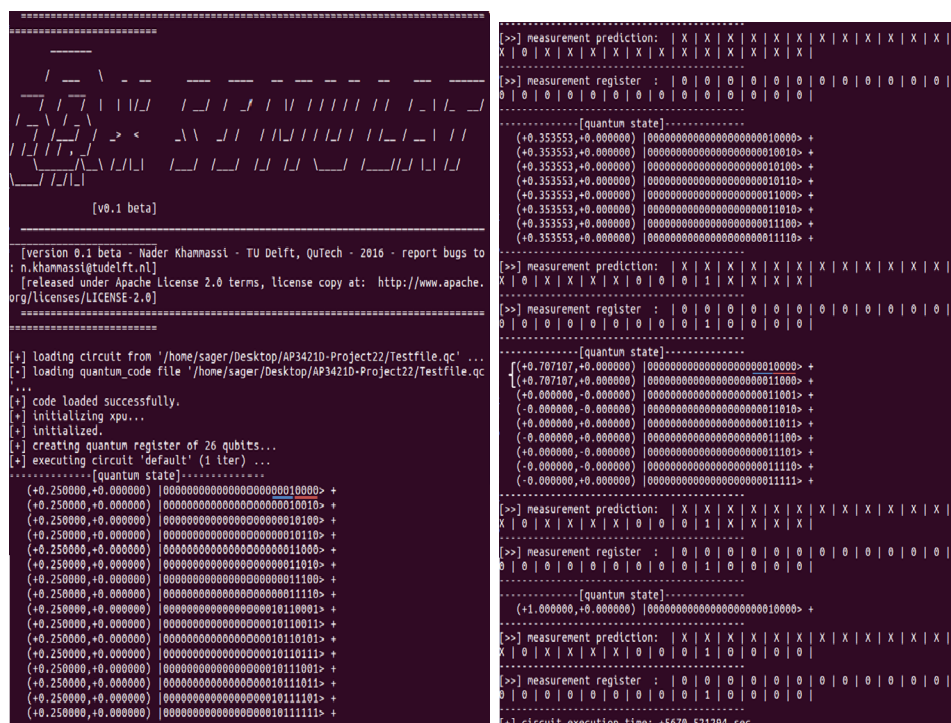 [v0.1 beta]
[version 0.1 beta - Nader Khammassi - TU Delft, QuTech - 2016 - report bugs to
: n.khammassi@tudelft.nl]
[released under Apache License 2.0 terms, license copy at:  http://www.apache.
org/licenses/LICENSE-2.0]
[+] loading circuit from '/home/sager/Desktop/AP3421D-Project22/Testfile.qc' ...
[-] loading quantum_code file '/home/sager/Desktop/AP3421D-Project22/Testfile.qc
'...
[+] code loaded successfully.
[+] initializing xpu...
[+] initialized.
[+] creating quantum register of 26 qubits...
[+] executing circuit 'default' (1 iter) ...
--------------[quantum state]--------------
(+0.250000,+0.000000) |00000000000000000000010000> +
(+0.250000,+0.000000) |00000000000000000000010010> +
(+0.250000,+0.000000) |00000000000000000000010100> +
(+0.250000,+0.000000) |00000000000000000000010110> +
(+0.250000,+0.000000) |00000000000000000000011000> +
(+0.250000,+0.000000) |00000000000000000000011010> +
(+0.250000,+0.000000) |00000000000000000000011100> +
(+0.250000,+0.000000) |00000000000000000000011110> +
(+0.250000,+0.000000) |00000000000000000010110001> +
(+0.250000,+0.000000) |00000000000000000010110011> +
(+0.250000,+0.000000) |00000000000000000010110101> +
(+0.250000,+0.000000) |00000000000000000010110111> +
(+0.250000,+0.000000) |00000000000000000010111001> +
(+0.250000,+0.000000) |00000000000000000010111011> +
(+0.250000,+0.000000) |00000000000000000010111101> +
(+0.250000,+0.000000) |00000000000000000010111111> +
[>>] measurement prediction: | X | X | X | X | X | X | X | X | X | X | X |
X | 0 | X | X | X | X | X | X | X | X | X | X | X |
[>>] measurement register  : | 0 | 0 | 0 | 0 | 0 | 0 | 0 | 0 | 0 | 0 | 0 |
0 | 0 | 0 | 0 | 0 | 0 | 0 | 0 | 0 | 0 | 0 | 0 |
--------------[quantum state]--------------
(+0.353553,+0.000000) |00000000000000000000010000> +
(+0.353553,+0.000000) |00000000000000000000010010> +
(+0.353553,+0.000000) |00000000000000000000010100> +
(+0.353553,+0.000000) |00000000000000000000010110> +
(+0.353553,+0.000000) |00000000000000000000011000> +
(+0.353553,+0.000000) |00000000000000000000011010> +
(+0.353553,+0.000000) |00000000000000000000011100> +
(+0.353553,+0.000000) |00000000000000000000011110> +
[>>] measurement prediction: | X | X | X | X | X | X | X | X | X | X | X |
X | 0 | X | X | X | X | 0 | 0 | 0 | 1 | X | X | X | X |
[>>] measurement register  : | 0 | 0 | 0 | 0 | 0 | 0 | 0 | 0 | 0 | 0 | 0 |
0 | 0 | 0 | 0 | 0 | 0 | 0 | 0 | 0 | 1 | 0 | 0 | 0 | 0 |
--------------[quantum state]--------------
(+0.707107,+0.000000) |00000000000000000000010000> +
(+0.707107,+0.000000) |00000000000000000000011000> +
(+0.000000,-0.000000) |00000000000000000000011001> +
(-0.000000,-0.000000) |00000000000000000000011010> +
(+0.000000,-0.000000) |00000000000000000000011011> +
(-0.000000,+0.000000) |00000000000000000000011100> +
(+0.000000,-0.000000) |00000000000000000000011101> +
(-0.000000,-0.000000) |00000000000000000000011110> +
(-0.000000,+0.000000) |00000000000000000000011111> +
[>>] measurement prediction: | X | X | X | X | X | X | X | X | X | X | X |
X | 0 | X | X | X | X | 0 | 0 | 0 | 1 | X | X | X | X |
[>>] measurement register  : | 0 | 0 | 0 | 0 | 0 | 0 | 0 | 0 | 0 | 0 | 0 |
0 | 0 | 0 | 0 | 0 | 0 | 0 | 0 | 0 | 1 | 0 | 0 | 0 | 0 |
--------------[quantum state]--------------
(+1.000000,+0.000000) |00000000000000000000010000> +
[>>] measurement prediction: | X | X | X | X | X | X | X | X | X | X | X |
X | 0 | X | X | X | X | 0 | 0 | 0 | 1 | 0 | 0 | 0 | 0 |
[>>] measurement register  : | 0 | 0 | 0 | 0 | 0 | 0 | 0 | 0 | 0 | 0 | 0 |
0 | 0 | 0 | 0 | 0 | 0 | 0 | 0 | 0 | 1 | 0 | 0 | 0 | 0 |
[+] circuit execution time: +5670.521294 sec